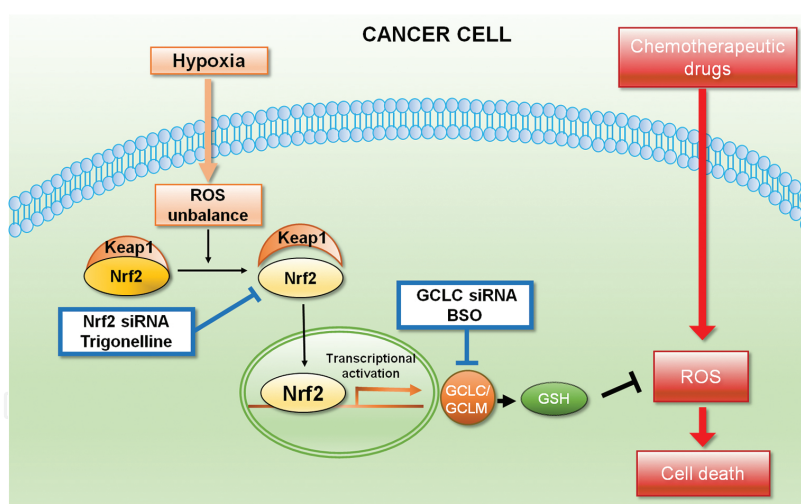 CANCER CELL
Hypoxia
Chemotherapeutic
drugs
ROS
unbalance
Keap1
Nrf2
Keap1
Nrf2
Nrf2 siRNA
Trigonelline
GCLC siRNA
BSO
Transcriptional
activation
Nrf2
GCLC/
GCLM
GSH
ROS
Cell death